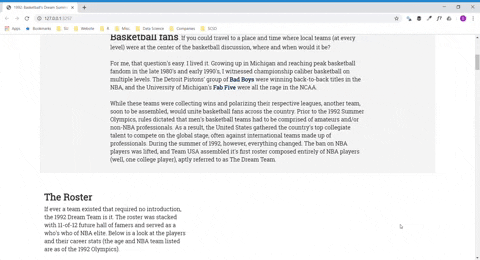 1992: Basketball's Dream Summ
127.0.0.1:5297
Apps Bookmarks Website R Misc Data Science Companies
Basketball fans If you could travel to a place and time where local teams (at every
level) were at the center of the basketball discussion, where and when would it be?
For me, that question's easy. I lived it. Growing up in Michigan and reaching peak basketball
fandom in the late 1980's and early 1990's, I witnessed championship caliber basketball on
multiple levels. The Detroit Pistons' group of Bad Boys were winning back-to-back titles in the
NBA, and the University of Michigan's Fab Five were all the rage in the NCAA.
While these teams were collecting wins and polarizing their respective leagues, another team,
soon to be assembled, would unite basketball fans across the country. Prior to the 1992 Summer
Olympics, rules dictated that men's basketball teams had to be comprised of amateurs and/or
non-NBA professionals. As a result, the United States gathered the country's top collegiate
talent to compete on the global stage, often against international teams made up of
professionals. During the summer of 1992, however, everything changed. The ban on NBA
players was lifted, and Team USA assembled it's first roster composed entirely of NBA players
(well, one college player), aptly referred to as The Dream Team.
The Roster
If ever a team existed that required no introduction,
the 1992 Dream Team is it. The roster was stacked
with 11-of-12 future hall of famers and served as a
who's who of NBA elite. Below is a look at the players
and their career stats (the age and NBA team listed
are as of the 1992 Olympics).